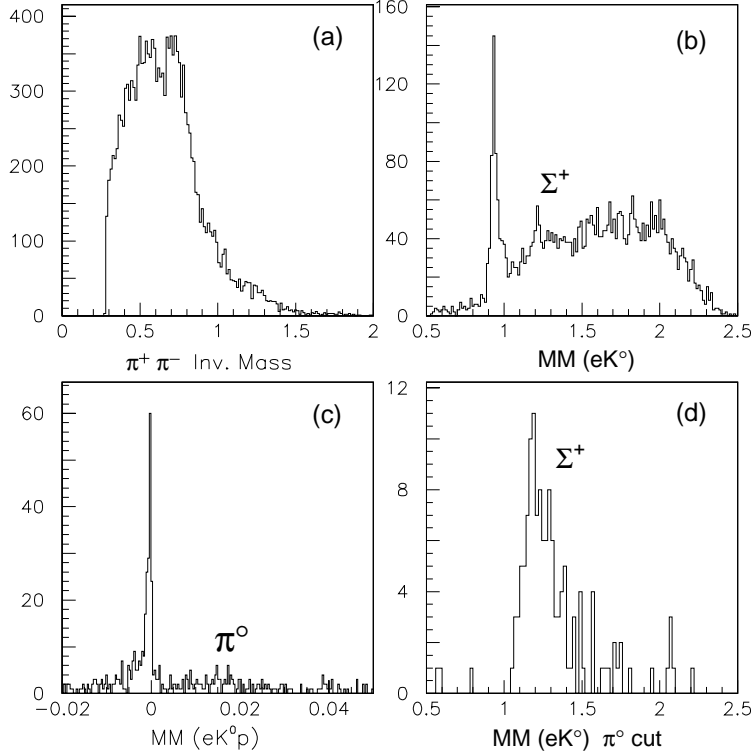 (a)
400
300
200
100
0
0 0.5 1 1.5 2
π⁺ π⁻ Inv. Mass
(b)
160
120
80
40
0
Σ⁺
0.5 1 1.5 2 2.5
MM (eK°)
(c)
60
40
20
0
π°
−0.02 0 0.02 0.04
MM (eK⁰p)
(d)
12
8
4
0
Σ⁺
0.5 1 1.5 2 2.5
MM (eK°) π° cut